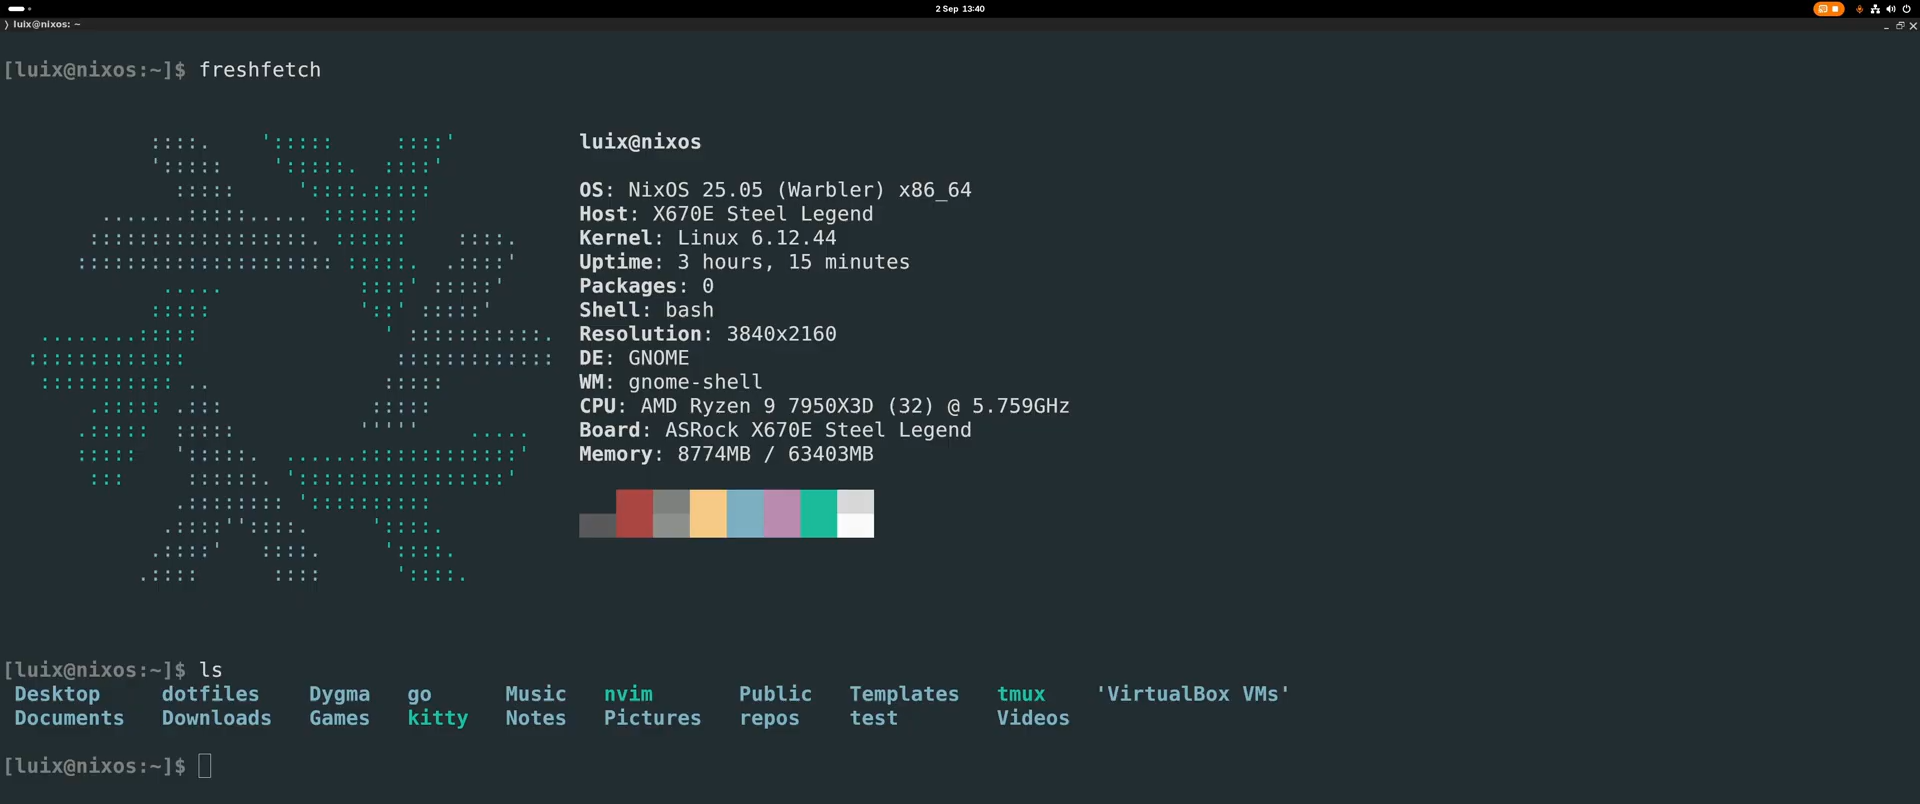 2 Sep 13:40
luix@nixos: ~
[luix@nixos:~]$ freshfetch
luix@nixos
OS: NixOS 25.05 (Warbler) x86_64
Host: X670E Steel Legend
Kernel: Linux 6.12.44
Uptime: 3 hours, 15 minutes
Packages: 0
Shell: bash
Resolution: 3840x2160
DE: GNOME
WM: gnome-shell
CPU: AMD Ryzen 9 7950X3D (32) @ 5.759GHz
Board: ASRock X670E Steel Legend
Memory: 8774MB / 63403MB
[luix@nixos:~]$ ls
Desktop dotfiles Dygma go Music nvim Public Templates tmux 'VirtualBox VMs'
Documents Downloads Games kitty Notes Pictures repos test Videos
[luix@nixos:~]$